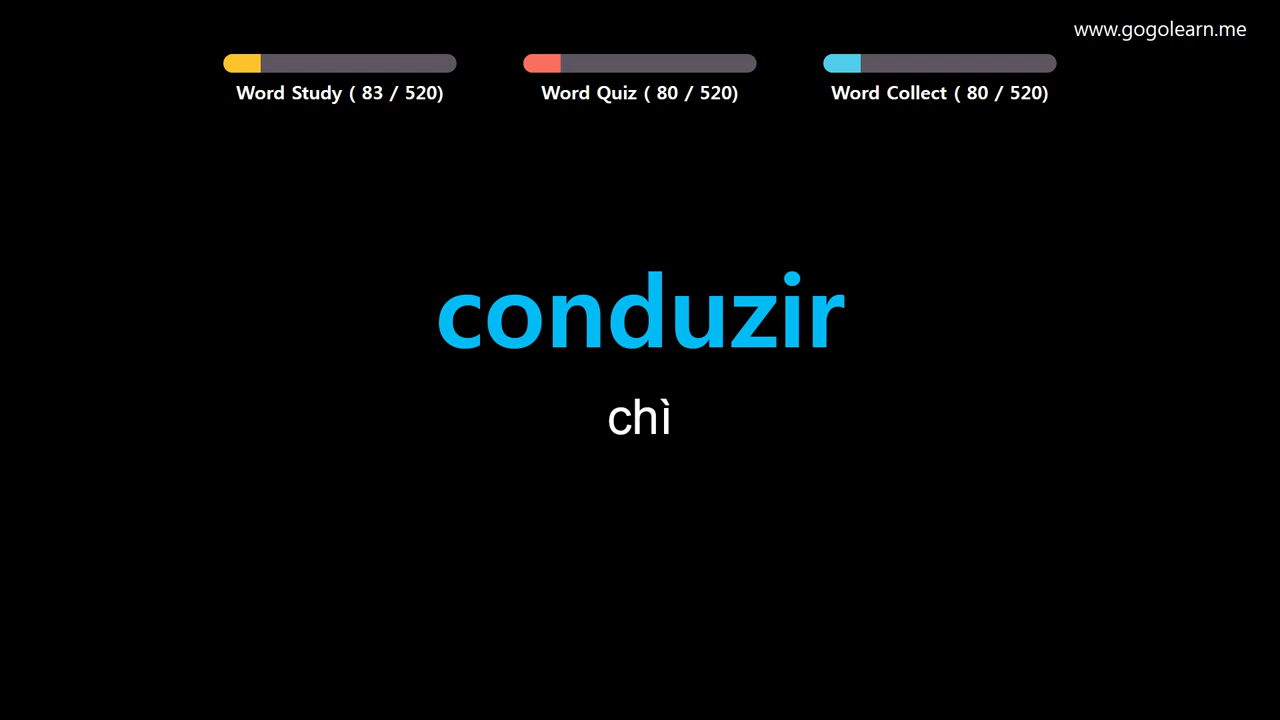 www.gogolearn.me
Word Study ( 83 / 520)
Word Quiz ( 80 / 520)
Word Collect ( 80 / 520)
conduzir
chì